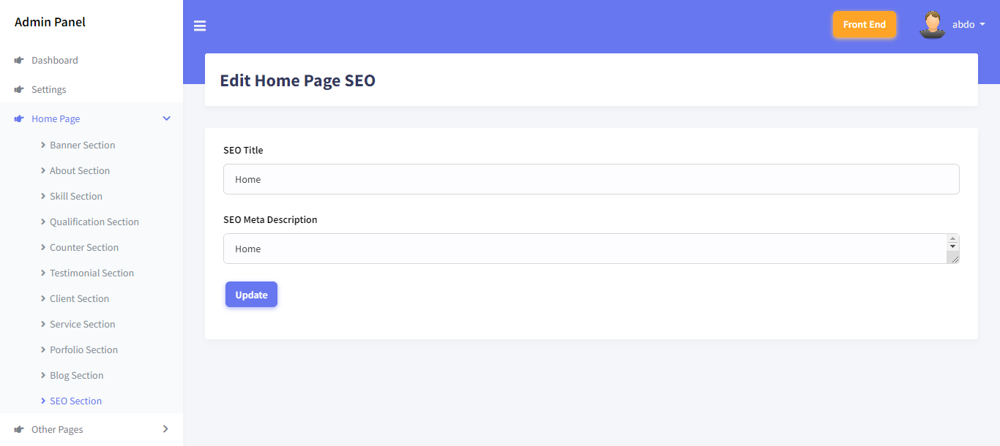 Admin Panel
Front End
abdo
Dashboard
Settings
Home Page
Banner Section
About Section
Skill Section
Qualification Section
Counter Section
Testimonial Section
Client Section
Service Section
Porfolio Section
Blog Section
SEO Section
Other Pages
Edit Home Page SEO
SEO Title
Home
SEO Meta Description
Home
Update